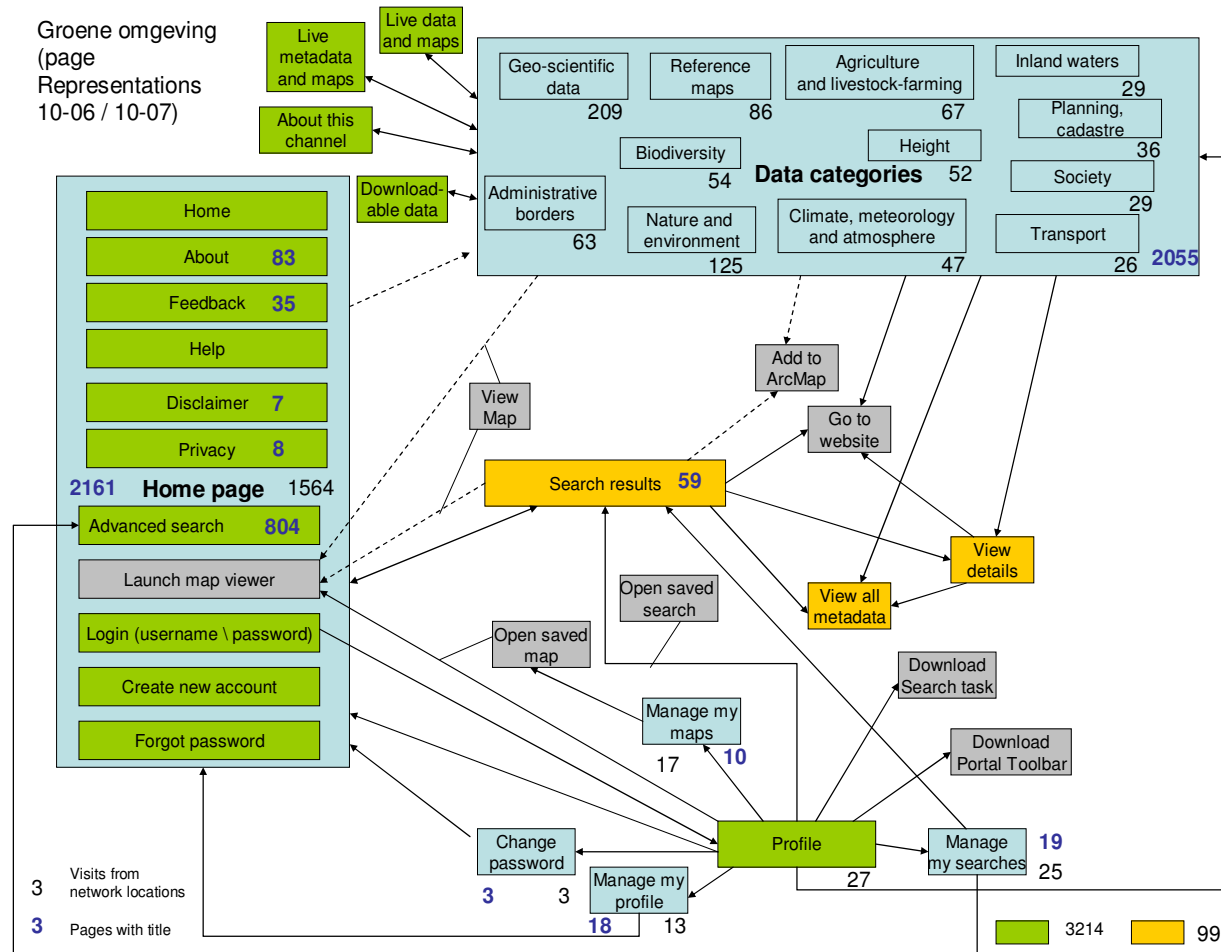 Groene omgeving
(page
Representations
10-06 / 10-07)
Live
metadata
and maps
Live data
and maps
About this
channel
Download-
able data
Geo-scientific
data
209
Reference
maps
86
Agriculture
and livestock-farming
67
Inland waters
29
Planning,
cadastre
36
Biodiversity
54
Height
52
Data categories
Society
29
Administrative
borders
63
Nature and
environment
125
Climate, meteorology
and atmosphere
47
Transport
26
2055
Home
About 83
Feedback 35
Help
Disclaimer 7
Privacy 8
2161 Home page 1564
Advanced search 804
Launch map viewer
Login (username \ password)
Create new account
Forgot password
View
Map
Add to
ArcMap
Go to
website
Search results 59
View
details
View all
metadata
Open saved
search
Open saved
map
Download
Search task
Manage my
maps
17
10
Download
Portal Toolbar
Change
password
3
3
Profile
27
Manage
my searches
19
25
Manage my
profile
18
13
3 Visits from
network locations
3 Pages with title
3214
99